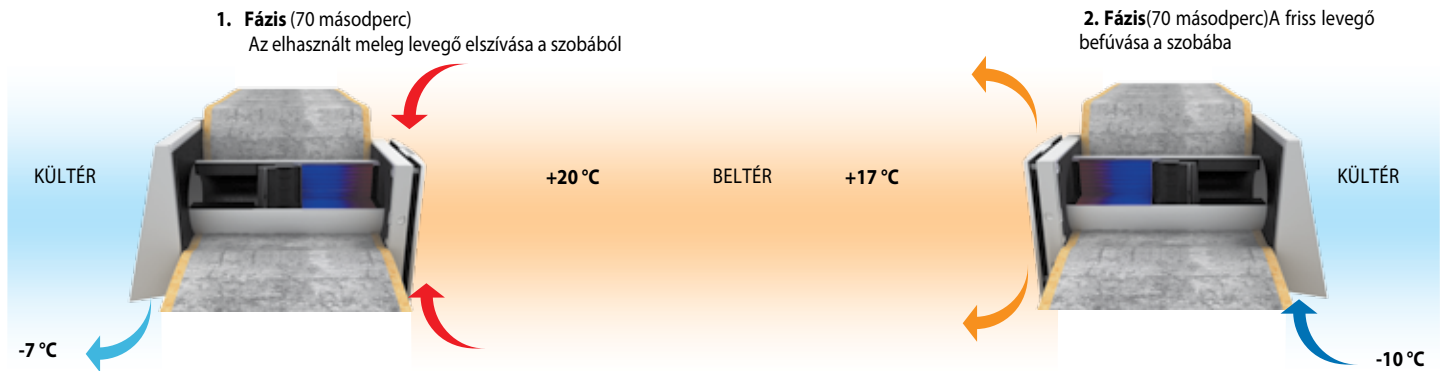 1. Fázis (70 másodperc)
Az elhasznált meleg levegő elszívása a szobából
2. Fázis(70 másodperc)A friss levegő
befúvása a szobába
KÜLTÉR
+20 °C
BELTÉR
+17 °C
KÜLTÉR
-7 °C
-10 °C